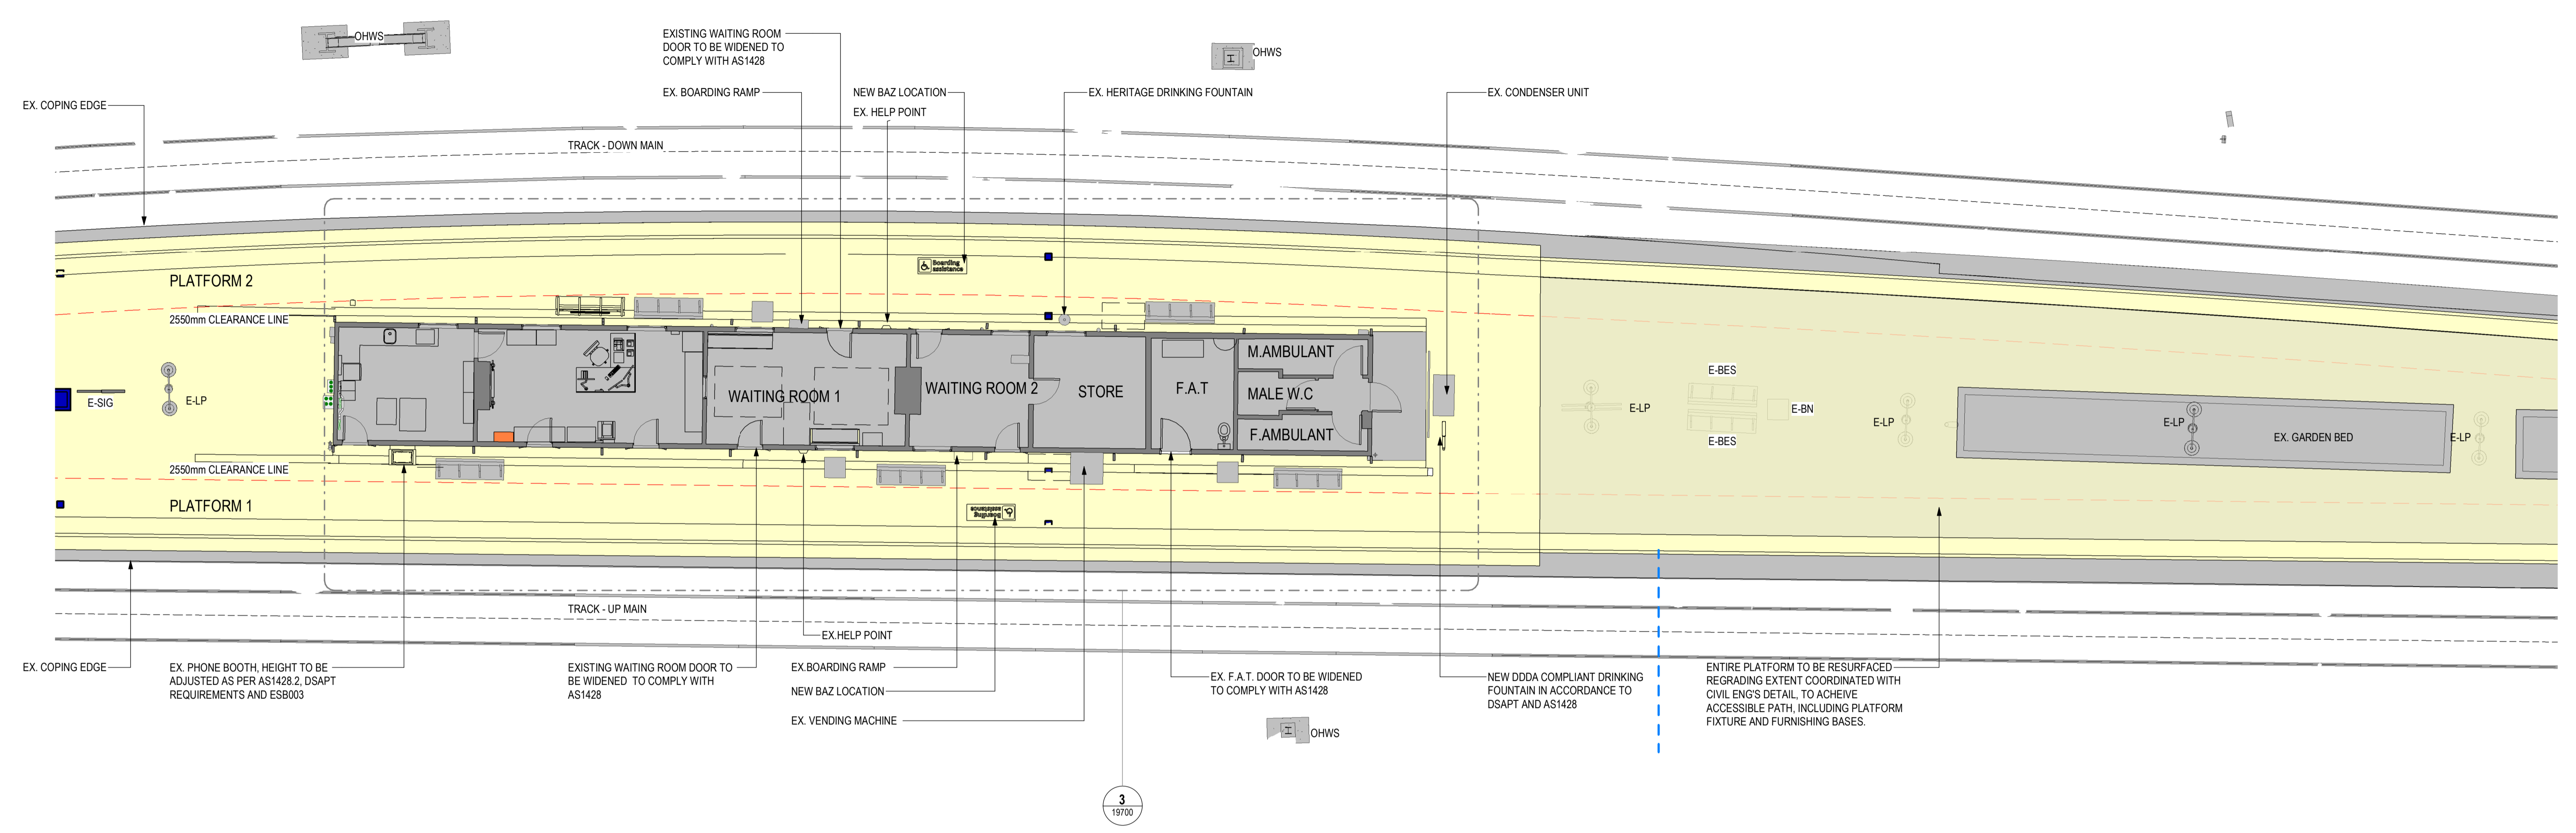 OHWS
EXISTING WAITING ROOM
DOOR TO BE WIDENED TO
COMPLY WITH AS1428
OHWS
EX. COPING EDGE
EX. BOARDING RAMP
NEW BAZ LOCATION
EX. HELP POINT
EX. HERITAGE DRINKING FOUNTAIN
EX. CONDENSER UNIT
TRACK - DOWN MAIN
PLATFORM 2
Boarding
assistance
2550mm CLEARANCE LINE
E-SIG
E-LP
WAITING ROOM 1
WAITING ROOM 2
STORE
F.A.T
M.AMBULANT
MALE W.C
F.AMBULANT
E-LP
E-BES
E-BN
E-BES
E-LP
E-LP
EX. GARDEN BED
E-LP
2550mm CLEARANCE LINE
PLATFORM 1
Boarding
assistance
TRACK - UP MAIN
EX.HELP POINT
EX. COPING EDGE
EX. PHONE BOOTH, HEIGHT TO BE
ADJUSTED AS PER AS1428.2, DSAPT
REQUIREMENTS AND ESB003
EXISTING WAITING ROOM DOOR TO
BE WIDENED TO COMPLY WITH
AS1428
EX.BOARDING RAMP
NEW BAZ LOCATION
EX. VENDING MACHINE
EX. F.A.T. DOOR TO BE WIDENED
TO COMPLY WITH AS1428
NEW DDDA COMPLIANT DRINKING
FOUNTAIN IN ACCORDANCE TO
DSAPT AND AS1428
ENTIRE PLATFORM TO BE RESURFACED
REGRADING EXTENT COORDINATED WITH
CIVIL ENG'S DETAIL, TO ACHEIVE
ACCESSIBLE PATH, INCLUDING PLATFORM
FIXTURE AND FURNISHING BASES.
OHWS
3
19700